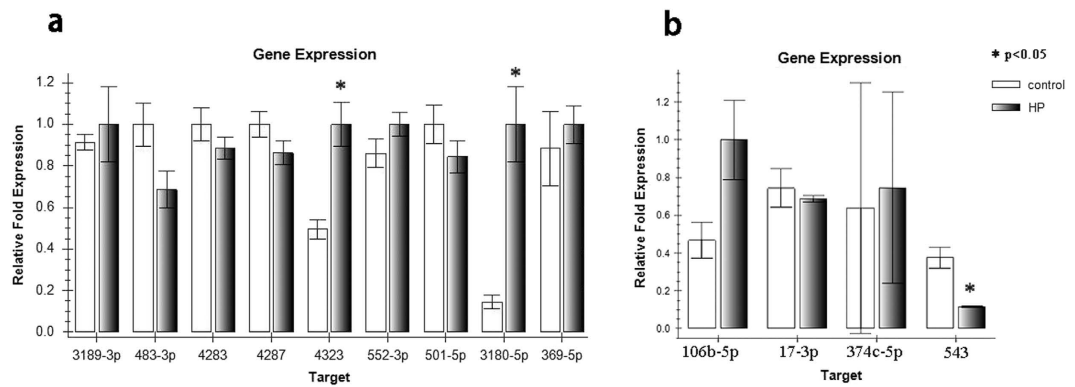 a
Gene Expression
Relative Fold Expression
1.2
1.0
0.8
0.6
0.4
0.2
0.0
*
*
3189-3p 483-3p 4283 4287 4323 552-3p 501-5p 3180-5p 369-5p
Target
b
Gene Expression
* p<0.05
control
HP
Relative Fold Expression
1.2
1.0
0.8
0.6
0.4
0.2
0.0
*
106b-5p 17-3p 374c-5p 543
Target